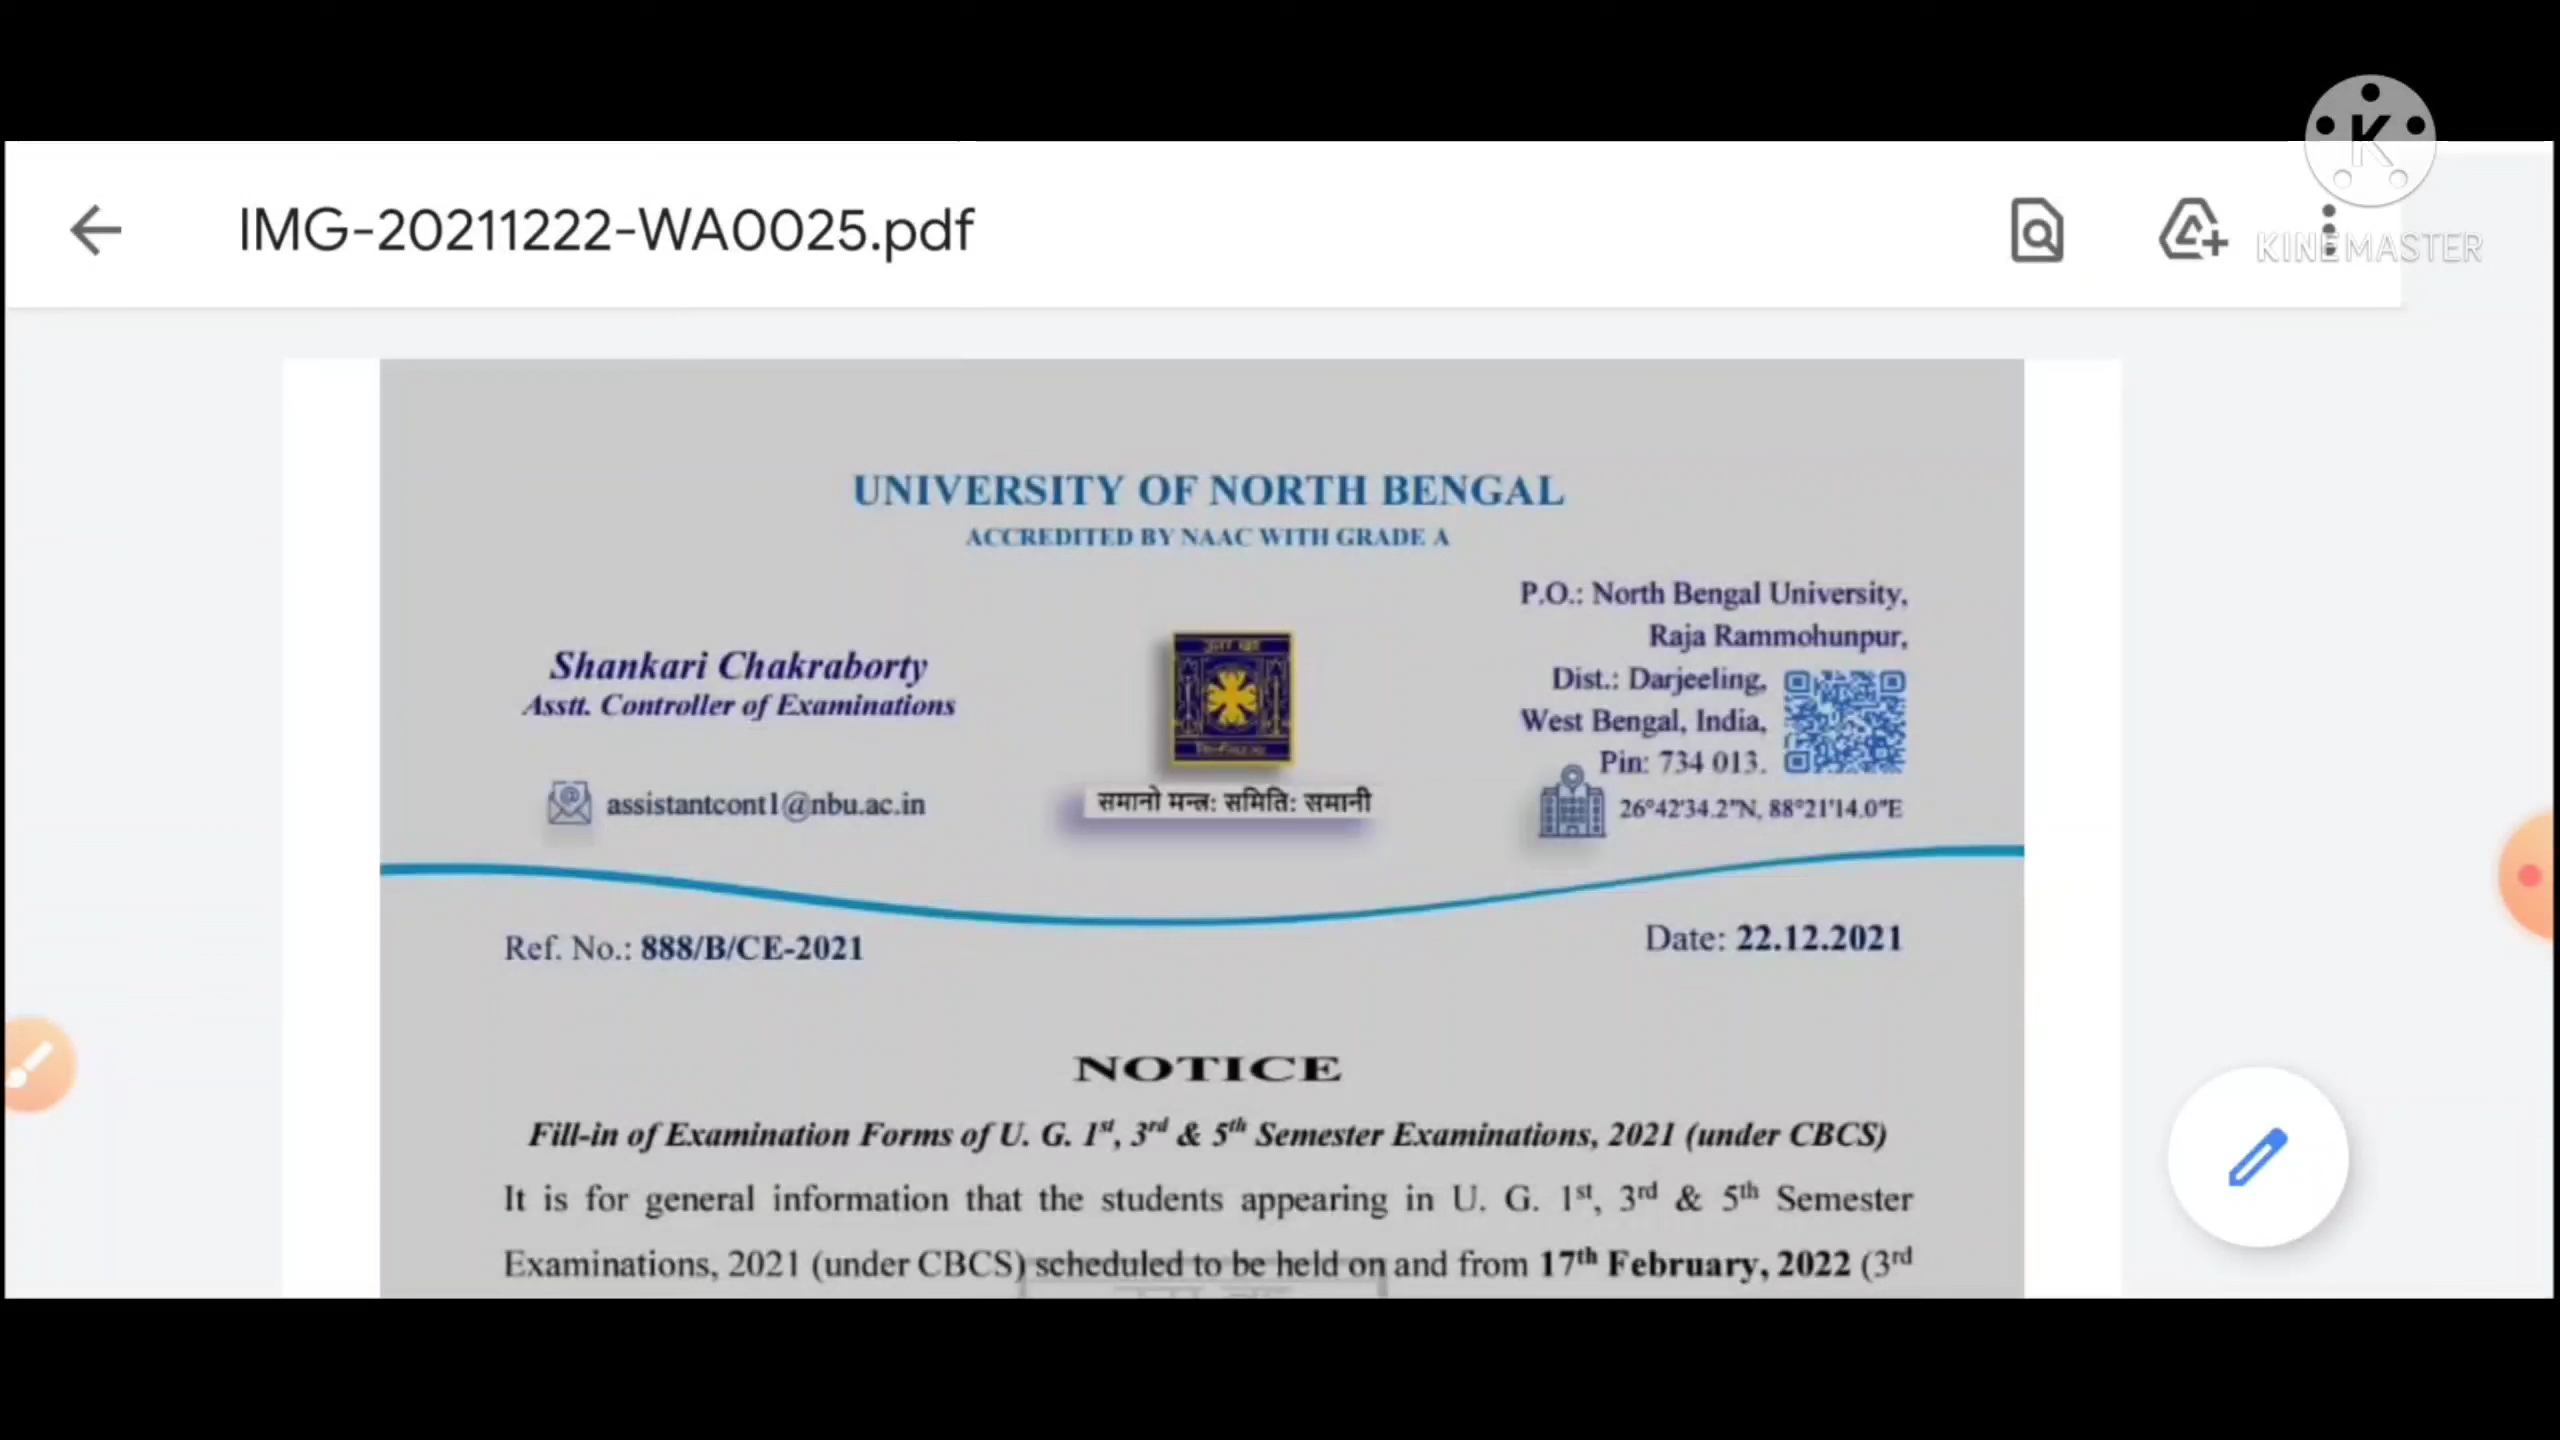 K
KINEMASTER
IMG-20211222-WA0025.pdf
UNIVERSITY OF NORTH BENGAL
ACCREDITED BY NAAC WITH GRADE A
Shankari Chakraborty
Asstt. Controller of Examinations
assistantcont1@nbu.ac.in
समानो मन्त्र: समिति: समानी
P.O.: North Bengal University,
Raja Rammohunpur,
Dist.: Darjeeling,
West Bengal, India,
Pin: 734 013.
26°42'34.2"N, 88°21'14.0"E
Ref. No.: 888/B/CE-2021
Date: 22.12.2021
NOTICE
Fill-in of Examination Forms of U. G. 1st, 3rd & 5th Semester Examinations, 2021 (under CBCS)
It is for general information that the students appearing in U. G. 1st, 3rd & 5th Semester
Examinations, 2021 (under CBCS) scheduled to be held on and from 17th February, 2022 (3rd